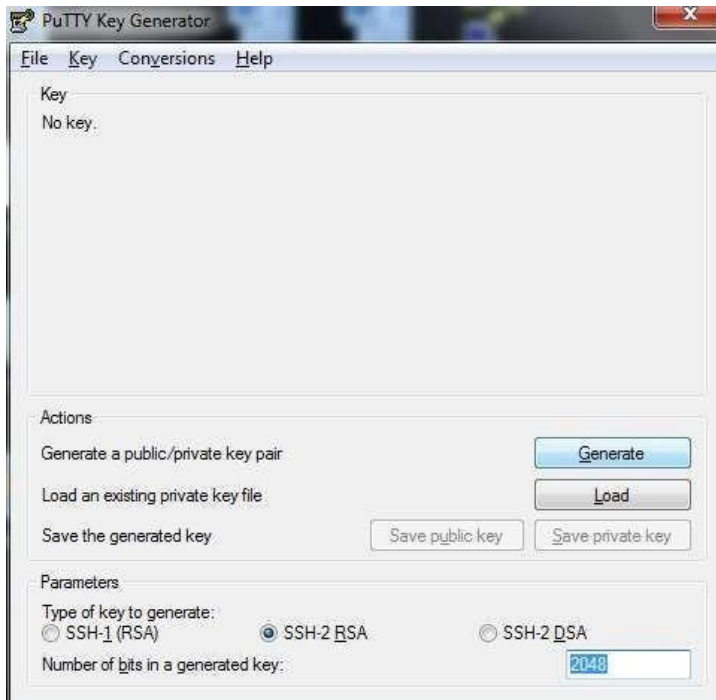 PuTTY Key Generator
x
File Key Conversions Help
Key
No key.
Actions
Generate a public/private key pair Generate
Load an existing private key file Load
Save the generated key Save public key Save private key
Parameters
Type of key to generate:
SSH-1 (RSA) SSH-2 RSA SSH-2 DSA
Number of bits in a generated key: 2048